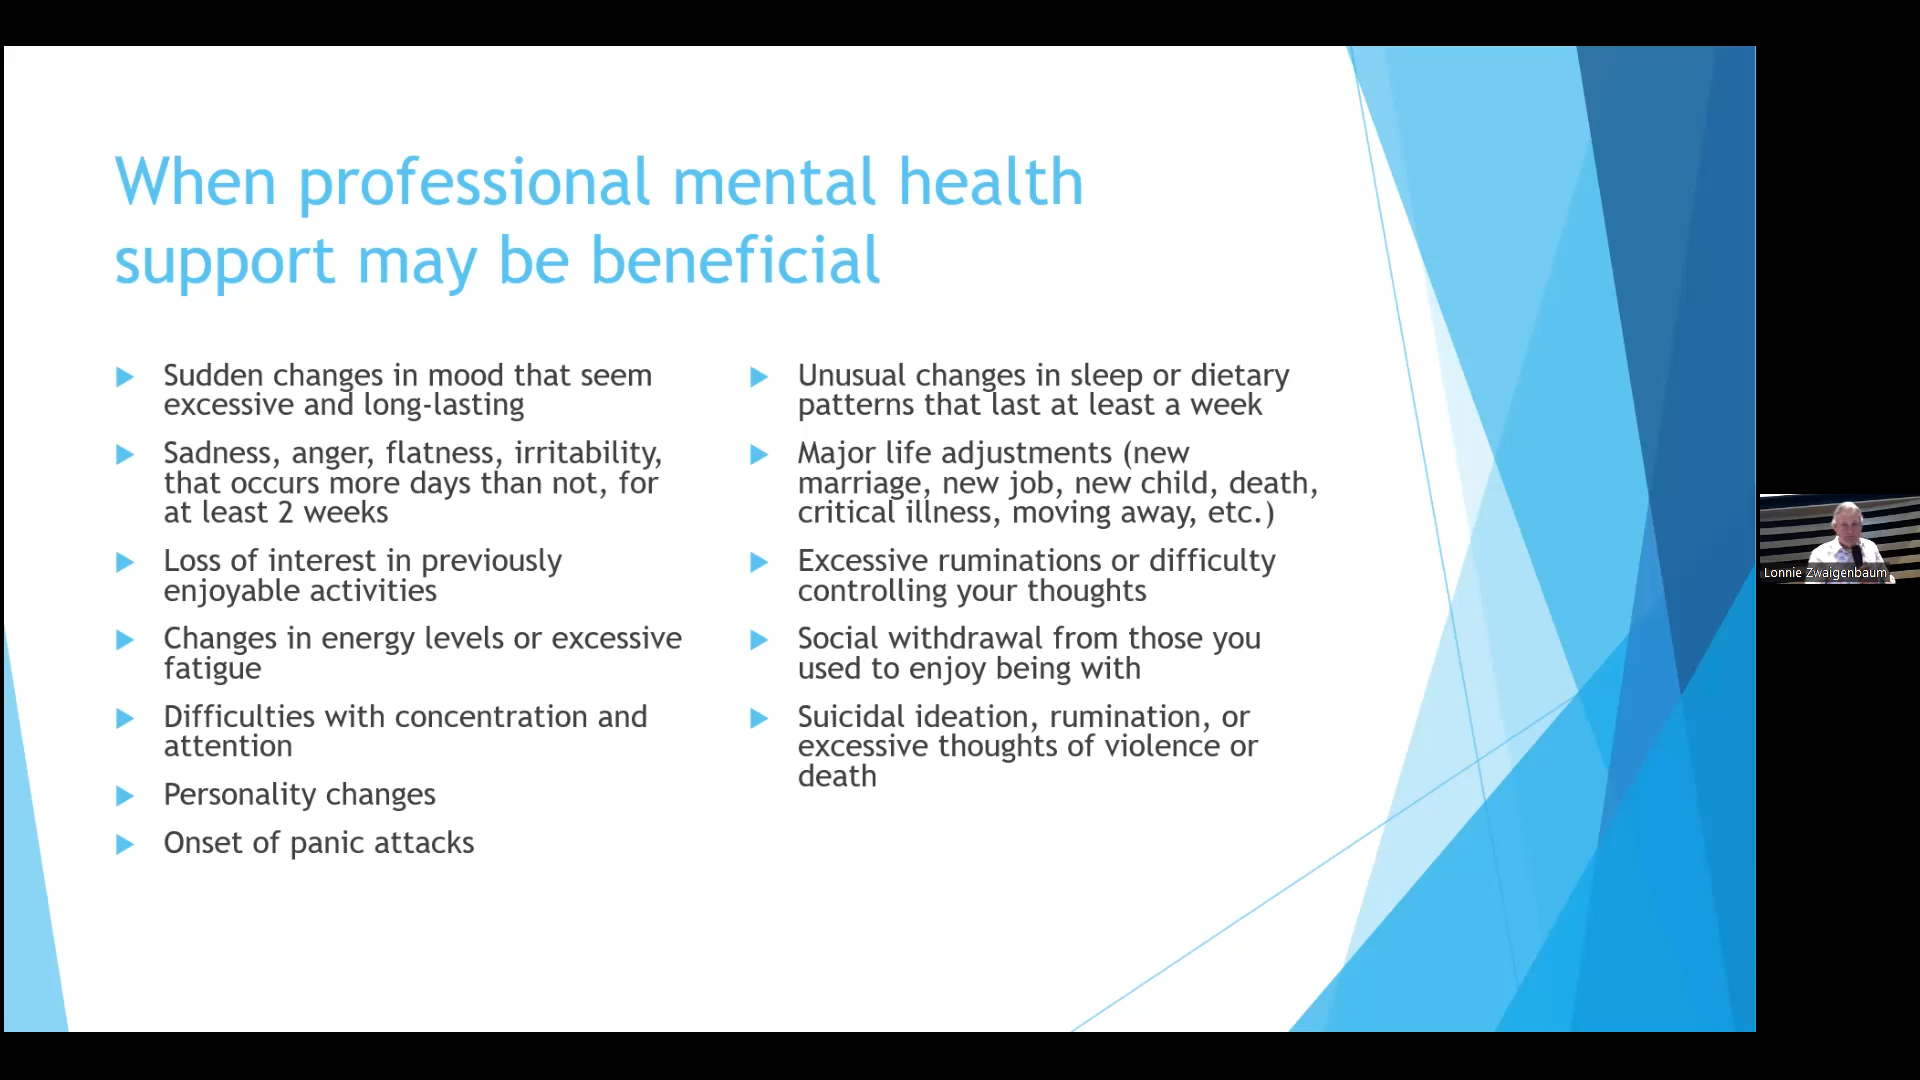 When professional mental health
support may be beneficial
Sudden changes in mood that seem
excessive and long-lasting
Sadness, anger, flatness, irritability,
that occurs more days than not, for
at least 2 weeks
Loss of interest in previously
enjoyable activities
Changes in energy levels or excessive
fatigue
Difficulties with concentration and
attention
Personality changes
Onset of panic attacks
Unusual changes in sleep or dietary
patterns that last at least a week
Major life adjustments (new
marriage, new job, new child, death,
critical illness, moving away, etc.)
Excessive ruminations or difficulty
controlling your thoughts
Social withdrawal from those you
used to enjoy being with
Suicidal ideation, rumination, or
excessive thoughts of violence or
death
Lonnie Zwaigenbaum